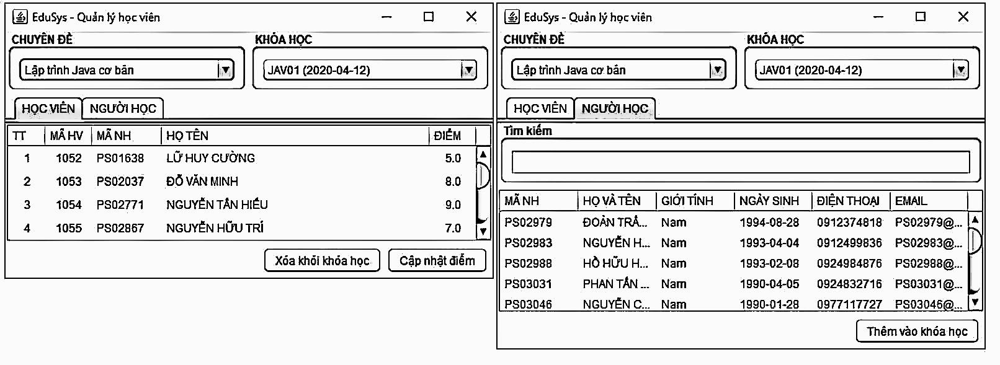 EduSys - Quản lý học viên
CHUYÊN ĐỀ KHÓA HỌC
Lập trình Java cơ bản JAV01 (2020-04-12)
HỌC VIÊN NGƯỜI HỌC
TT MÃ HV MÃ NH HỌ TÊN ĐIỂM
1 1052 PS01638 LỮ HUY CƯỜNG 5.0
2 1053 PS02037 ĐỖ VĂN MINH 8.0
3 1054 PS02771 NGUYỄN TẤN HIẾU 9.0
4 1055 PS02867 NGUYỄN HỮU TRÍ 7.0
Xóa khỏi khóa học Cập nhật điểm
EduSys - Quản lý học viên
CHUYÊN ĐỀ KHÓA HỌC
Lập trình Java cơ bản JAV01 (2020-04-12)
HỌC VIÊN NGƯỜI HỌC
Tìm kiếm
MÃ NH HỌ VÀ TÊN GIỚI TÍNH NGÀY SINH ĐIỆN THOẠI EMAIL
PS02979 ĐOÀN TRẦ... Nam 1994-08-28 0912374818 PS02979@...
PS02983 NGUYỄN H... Nam 1993-04-04 0912499836 PS02983@...
PS02988 HỒ HỮU H... Nam 1993-02-08 0924984876 PS02988@...
PS03031 PHAN TẤN ... Nam 1990-04-05 0924832716 PS03031@...
PS03046 NGUYỄN C... Nam 1990-01-28 0977117727 PS03046@...
Thêm vào khóa học